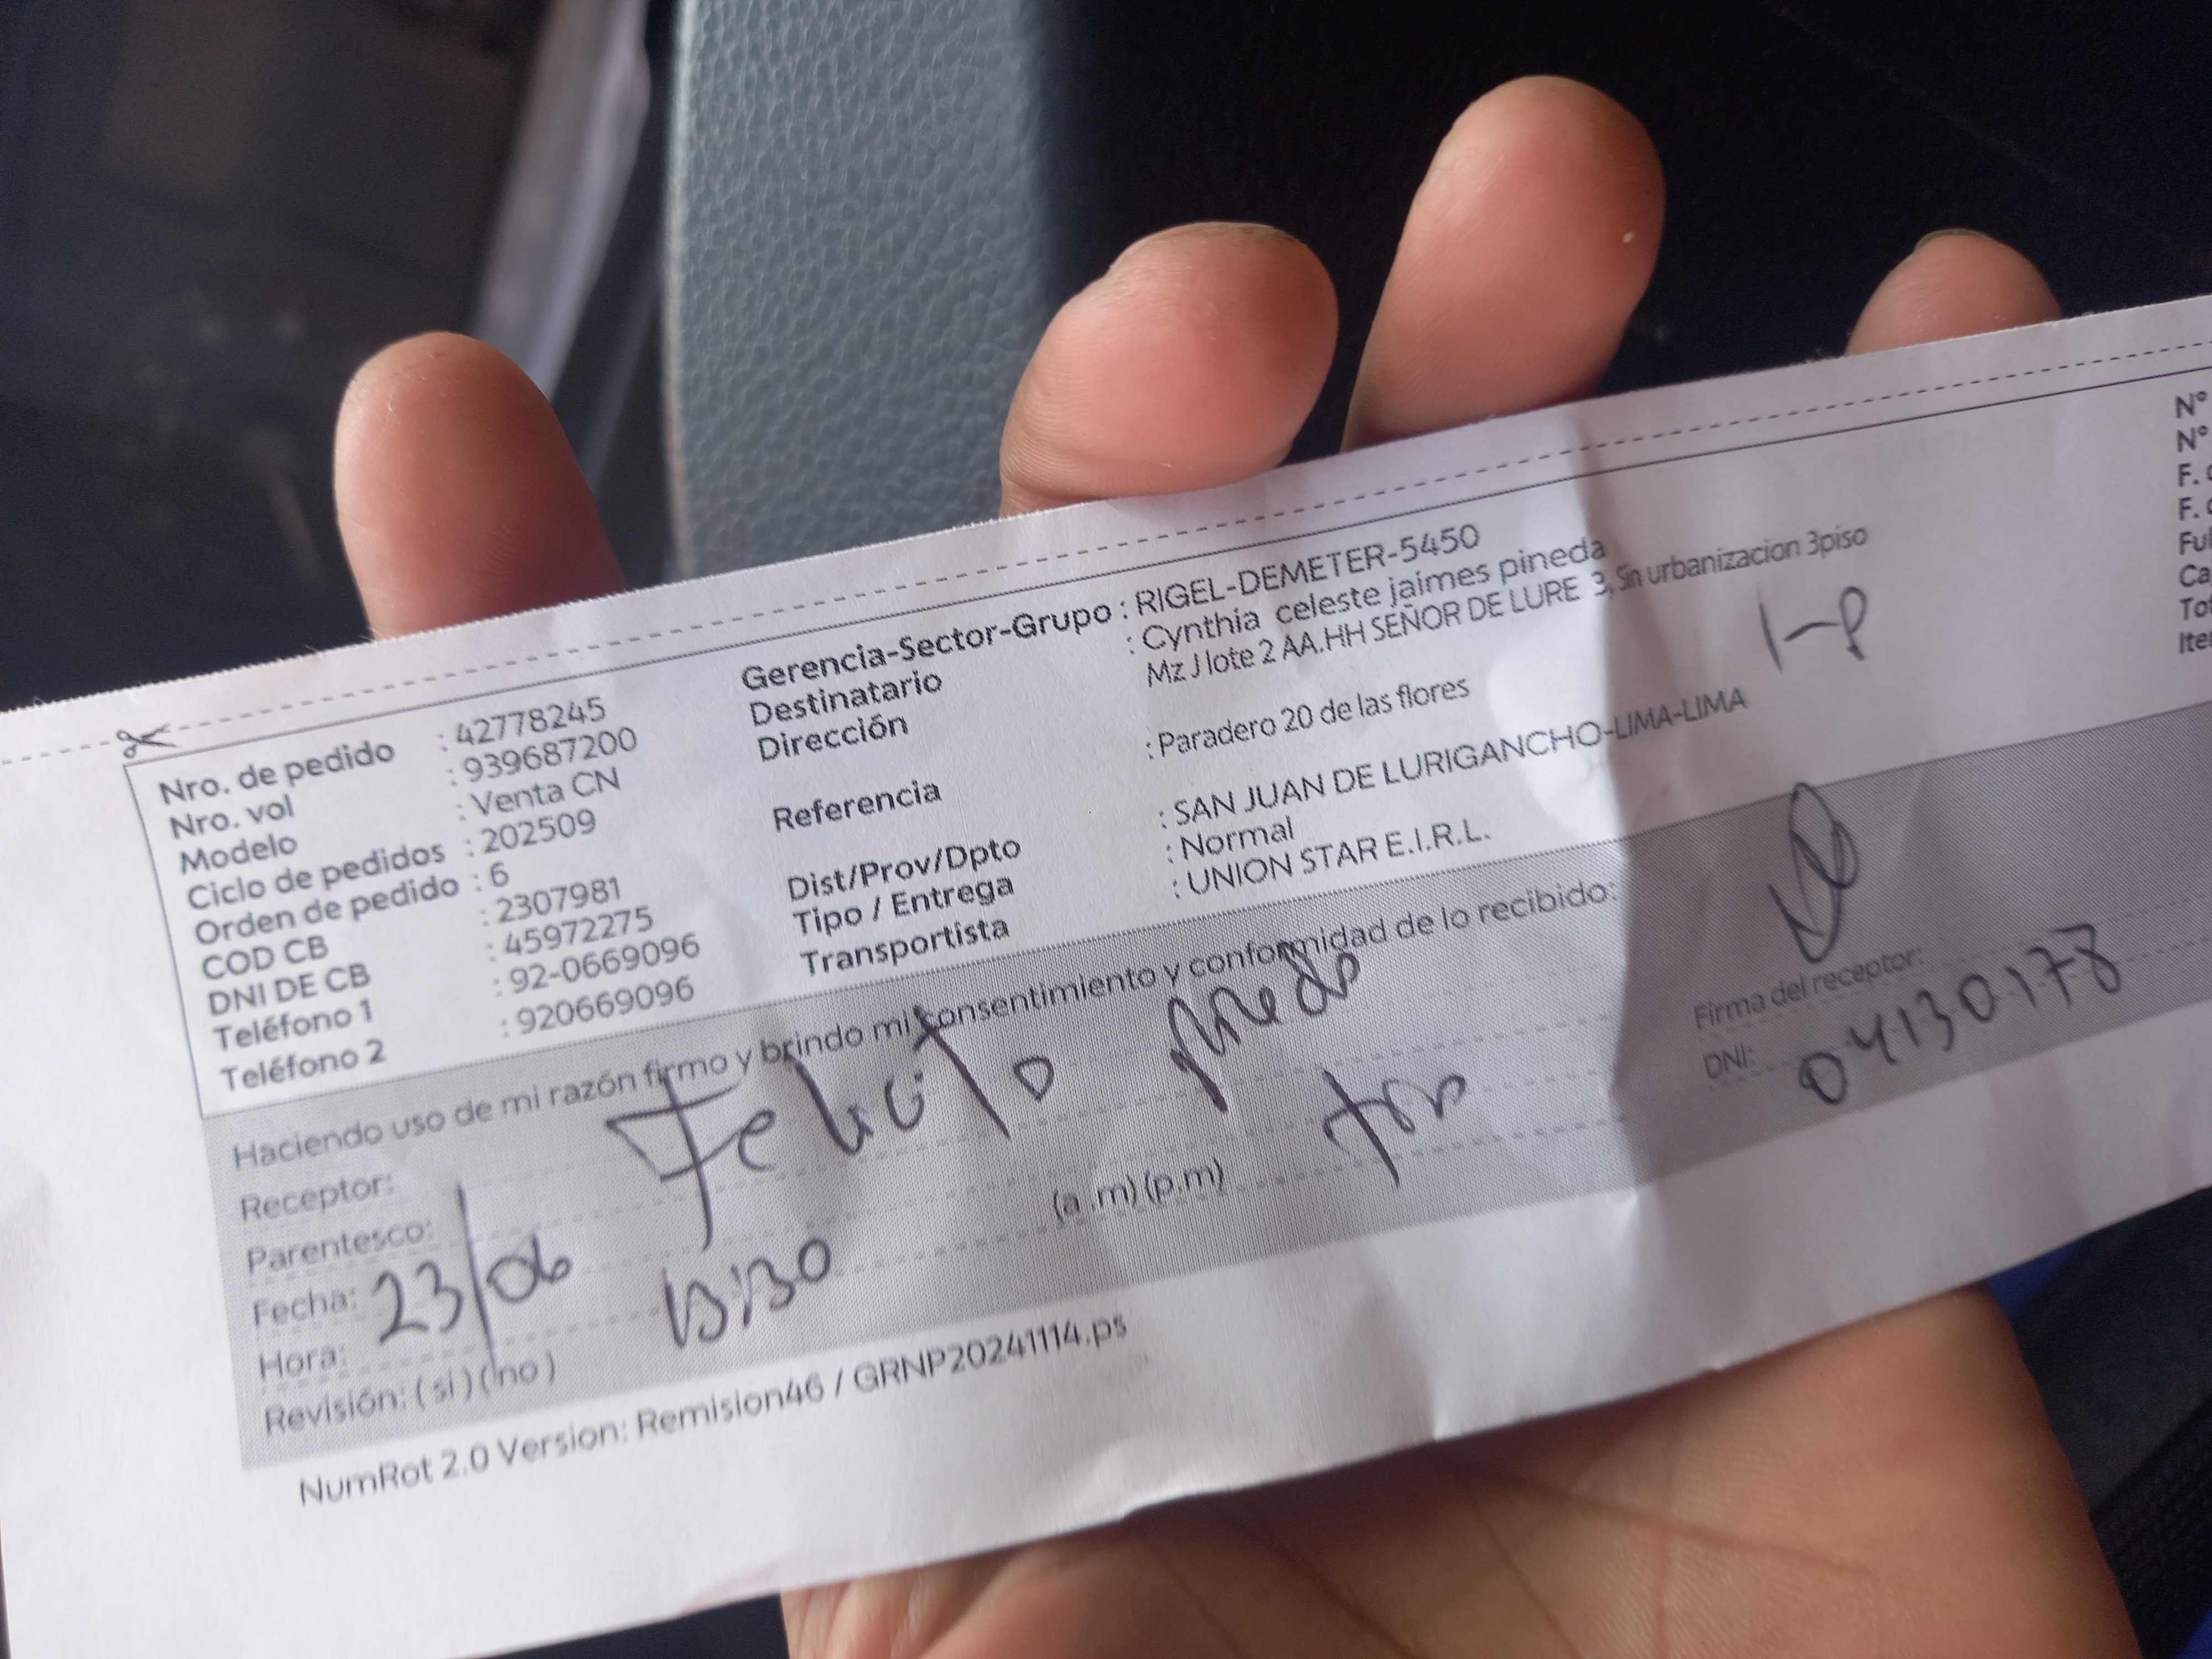 Nro. de pedido : 42778245
Nro. vol : 939687200
Modelo : Venta CN
Ciclo de pedidos : 202509
Orden de pedido : 6
COD CB : 2307981
DNI DE CB : 45972275
Teléfono 1 : 92-0669096
Teléfono 2 : 920669096
Gerencia-Sector-Grupo : RIGEL-DEMETER-5450
Destinatario : Cynthia celeste jaimes pineda
Dirección Mz J lote 2 AA.HH SEÑOR DE LURE 3, Sin urbanizacion 3piso
Referencia : Paradero 20 de las flores
Dist/Prov/Dpto : SAN JUAN DE LURIGANCHO-LIMA-LIMA
Tipo / Entrega : Normal
Transportista : UNION STAR E.I.R.L.
N°
N°
F.
F.
Haciendo uso de mi razón firmo y brindo mi consentimiento y conformidad de lo recibido:
Receptor:
Parentesco:
Fecha: 23/06
Hora: (a .m) (p.m)
Revisión: ( si ) ( no )
Firma del receptor:
DNI: 04130178
NumRot 2.0 Version: Remision46 / GRNP20241114.ps